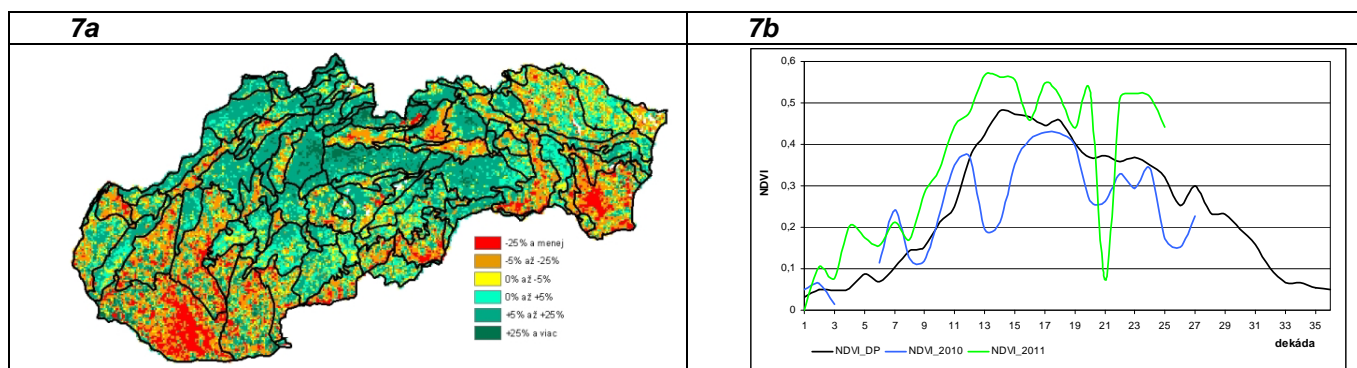 7a
7b
-25% a menej
-5% až -25%
0% až -5%
0% až +5%
+5% až +25%
+25% a viac
0,6
0,5
0,4
0,3
0,2
0,1
0
NDVI
1 3 5 7 9 11 13 15 17 19 21 23 25 27 29 31 33 35
dekáda
NDVI_DP NDVI_2010 NDVI_2011